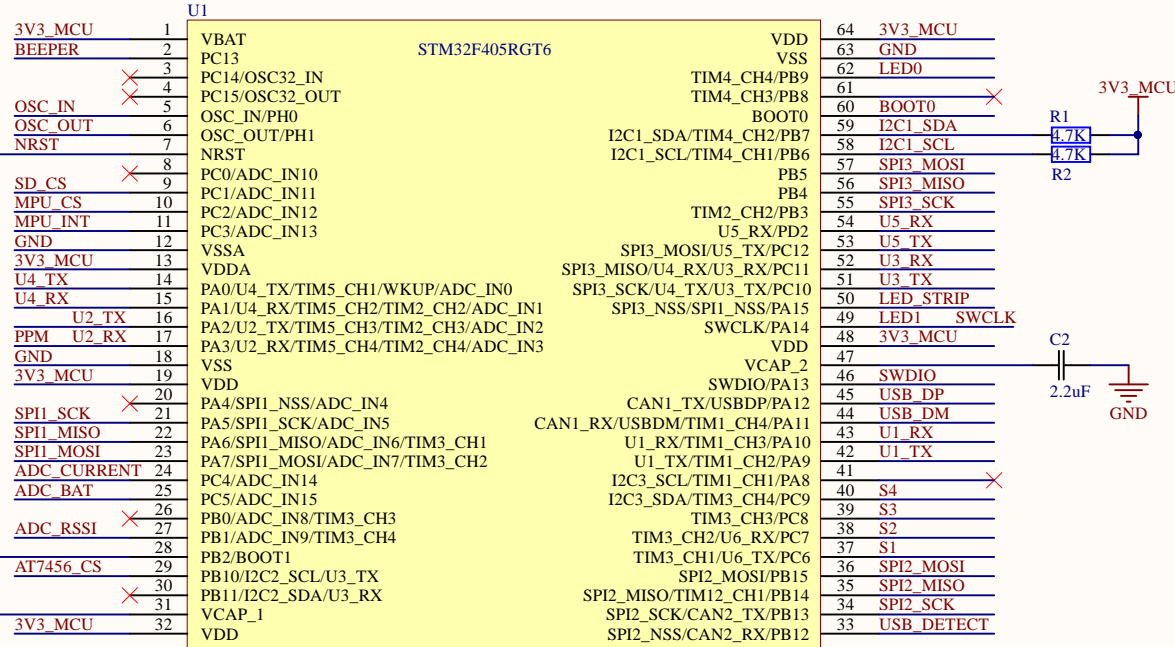 U1
STM32F405RGT6
3V3_MCU 1 VBAT
BEEPER 2 PC13
3 PC14/OSC32_IN
4 PC15/OSC32_OUT
OSC_IN 5 OSC_IN/PH0
OSC_OUT 6 OSC_OUT/PH1
NRST 7 NRST
8 PC0/ADC_IN10
SD_CS 9 PC1/ADC_IN11
MPU_CS 10 PC2/ADC_IN12
MPU_INT 11 PC3/ADC_IN13
GND 12 VSSA
3V3_MCU 13 VDDA
U4_TX 14 PA0/U4_TX/TIM5_CH1/WKUP/ADC_IN0
U4_RX 15 PA1/U4_RX/TIM5_CH2/TIM2_CH2/ADC_IN1
U2_TX 16 PA2/U2_TX/TIM5_CH3/TIM2_CH3/ADC_IN2
PPM U2_RX 17 PA3/U2_RX/TIM5_CH4/TIM2_CH4/ADC_IN3
GND 18 VSS
3V3_MCU 19 VDD
20 PA4/SPI1_NSS/ADC_IN4
SPI1_SCK 21 PA5/SPI1_SCK/ADC_IN5
SPI1_MISO 22 PA6/SPI1_MISO/ADC_IN6/TIM3_CH1
SPI1_MOSI 23 PA7/SPI1_MOSI/ADC_IN7/TIM3_CH2
ADC_CURRENT 24 PC4/ADC_IN14
ADC_BAT 25 PC5/ADC_IN15
26 PB0/ADC_IN8/TIM3_CH3
ADC_RSSI 27 PB1/ADC_IN9/TIM3_CH4
28 PB2/BOOT1
AT7456_CS 29 PB10/I2C2_SCL/U3_TX
30 PB11/I2C2_SDA/U3_RX
31 VCAP_1
3V3_MCU 32 VDD
VDD 64 3V3_MCU
VSS 63 GND
TIM4_CH4/PB9 62 LED0
TIM4_CH3/PB8 61
BOOT0 60 BOOT0
I2C1_SDA/TIM4_CH2/PB7 59 I2C1_SDA
I2C1_SCL/TIM4_CH1/PB6 58 I2C1_SCL
PB5 57 SPI3_MOSI
PB4 56 SPI3_MISO
TIM2_CH2/PB3 55 SPI3_SCK
U5_RX/PD2 54 U5_RX
SPI3_MOSI/U5_TX/PC12 53 U5_TX
SPI3_MISO/U4_RX/U3_RX/PC11 52 U3_RX
SPI3_SCK/U4_TX/U3_TX/PC10 51 U3_TX
SPI3_NSS/SPI1_NSS/PA15 50 LED_STRIP
SWCLK/PA14 49 LED1 SWCLK
VDD 48 3V3_MCU
VCAP_2 47
SWDIO/PA13 46 SWDIO
CAN1_TX/USBDP/PA12 45 USB_DP
CAN1_RX/USBDM/TIM1_CH4/PA11 44 USB_DM
U1_RX/TIM1_CH3/PA10 43 U1_RX
U1_TX/TIM1_CH2/PA9 42 U1_TX
I2C3_SCL/TIM1_CH1/PA8 41
I2C3_SDA/TIM3_CH4/PC9 40 S4
TIM3_CH3/PC8 39 S3
TIM3_CH2/U6_RX/PC7 38 S2
TIM3_CH1/U6_TX/PC6 37 S1
SPI2_MOSI/PB15 36 SPI2_MOSI
SPI2_MISO/TIM12_CH1/PB14 35 SPI2_MISO
SPI2_SCK/CAN2_TX/PB13 34 SPI2_SCK
SPI2_NSS/CAN2_RX/PB12 33 USB_DETECT
3V3_MCU
R1
4.7K
4.7K
R2
C2
2.2uF
GND